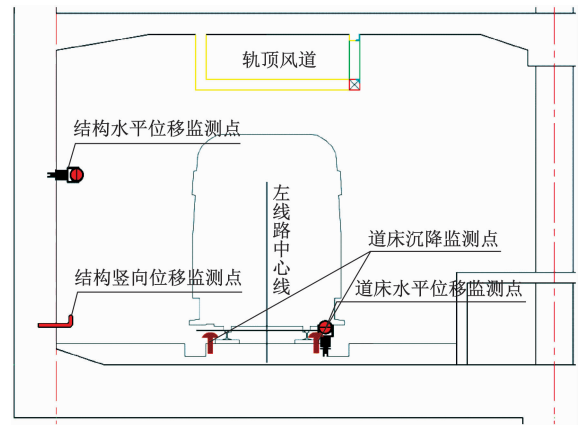 轨顶风道
结构水平位移监测点
左线路中心线
道床沉降监测点
结构竖向位移监测点
道床水平位移监测点